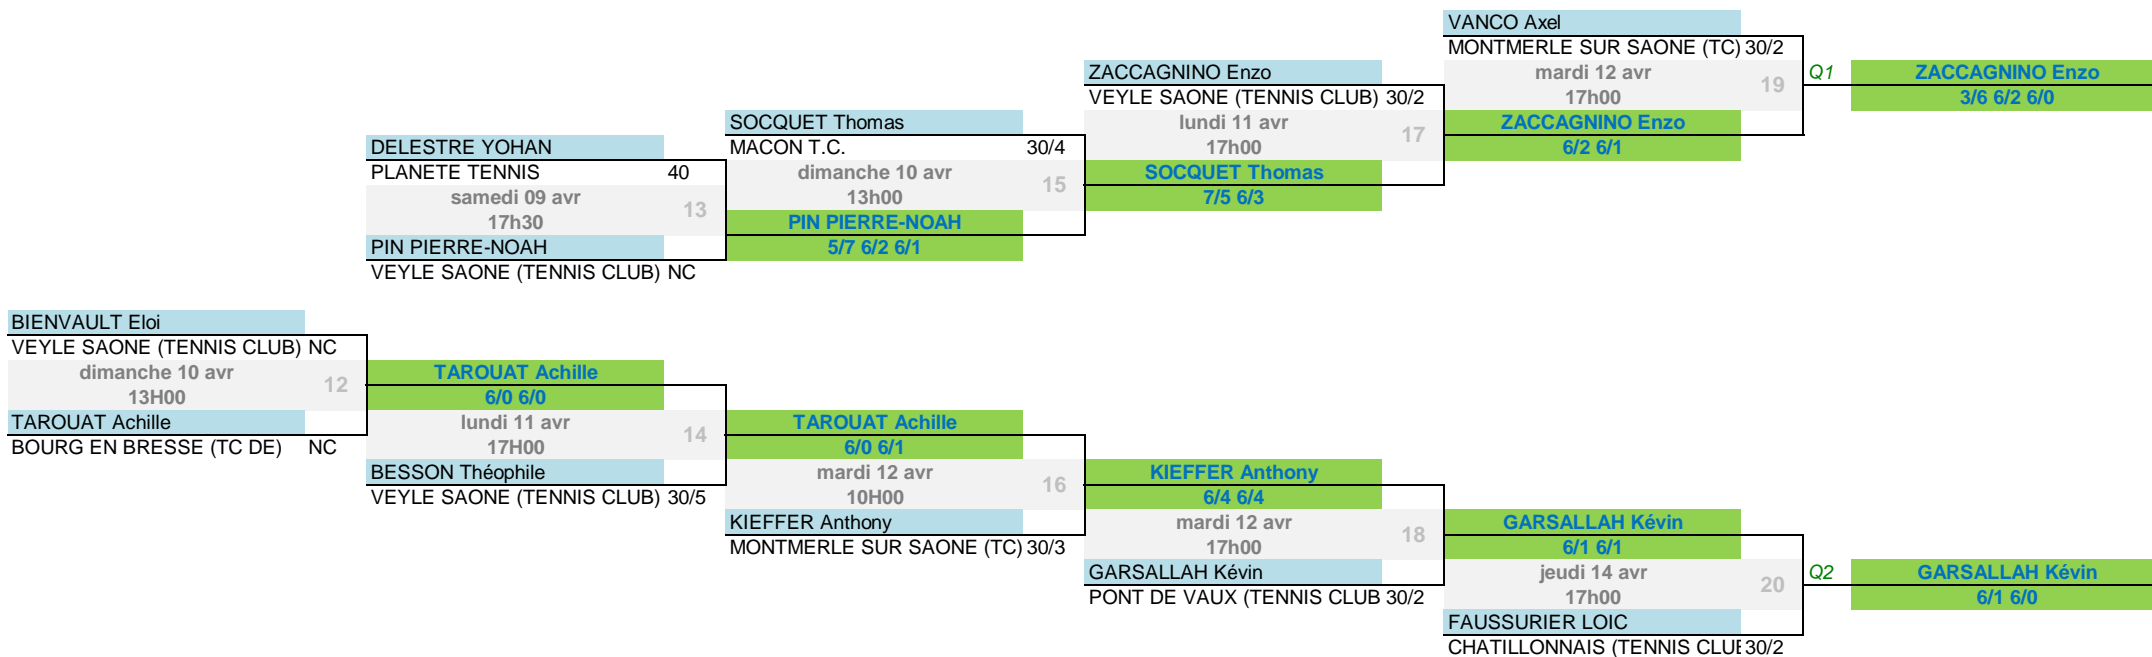 VANCO Axel
MONTMERLE SUR SAONE (TC) 30/2
ZACCAGNINO Enzo
mardi 12 avr
19
Q1
ZACCAGNINO Enzo
VEYLE SAONE (TENNIS CLUB) 30/2
17h00
3/6 6/2 6/0
SOCQUET Thomas
lundi 11 avr
17
ZACCAGNINO Enzo
DELESTRE YOHAN
MACON T.C. 30/4
17h00
6/2 6/1
PLANETE TENNIS 40
dimanche 10 avr
15
SOCQUET Thomas
samedi 09 avr
13
13h00
7/5 6/3
17h30
PIN PIERRE-NOAH
PIN PIERRE-NOAH
5/7 6/2 6/1
VEYLE SAONE (TENNIS CLUB) NC
BIENVAULT Eloi
VEYLE SAONE (TENNIS CLUB) NC
dimanche 10 avr
12
TAROUAT Achille
13H00
6/0 6/0
TAROUAT Achille
lundi 11 avr
14
TAROUAT Achille
BOURG EN BRESSE (TC DE) NC
17H00
6/0 6/1
BESSON Théophile
mardi 12 avr
16
KIEFFER Anthony
VEYLE SAONE (TENNIS CLUB) 30/5
10H00
6/4 6/4
KIEFFER Anthony
mardi 12 avr
18
GARSALLAH Kévin
MONTMERLE SUR SAONE (TC) 30/3
17h00
6/1 6/1
GARSALLAH Kévin
jeudi 14 avr
20
Q2
GARSALLAH Kévin
PONT DE VAUX (TENNIS CLUB 30/2
17h00
6/1 6/0
FAUSSURIER LOIC
CHATILLONNAIS (TENNIS CLUE 30/2